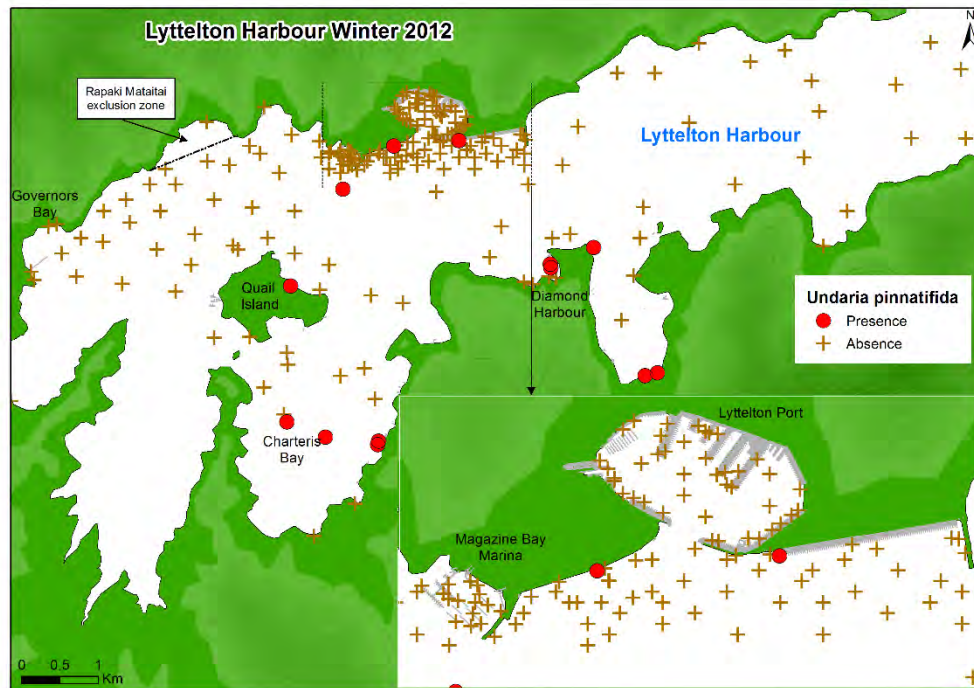 Lyttelton Harbour Winter 2012
N
Rapaki Mataitai
exclusion zone
Lyttelton Harbour
Governors
Bay
Quail
Island
Diamond
Harbour
Undaria pinnatifida
Presence
Absence
Charteris
Bay
Lyttelton Port
Magazine Bay
Marina
0 0.5 1
Km